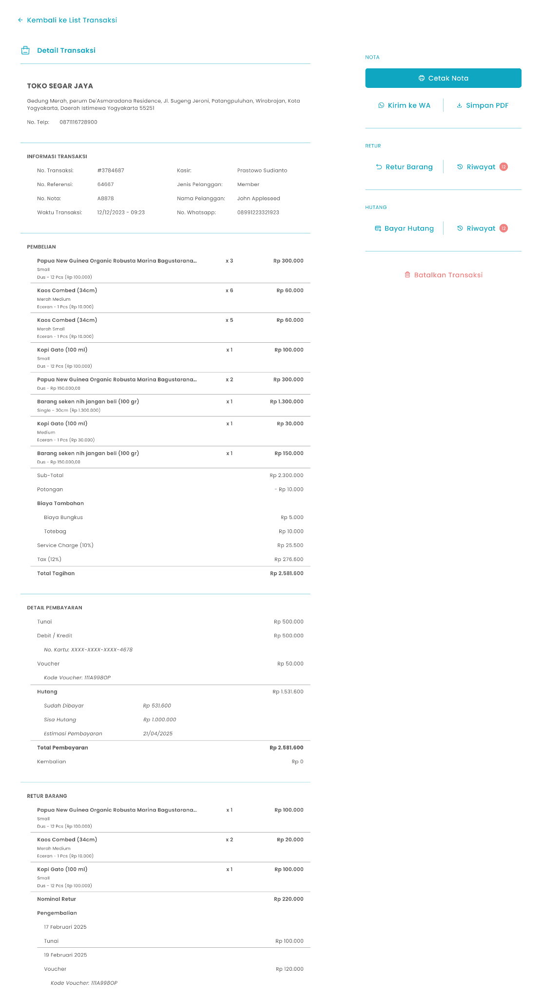 Kembali ke List Transaksi
Detail Transaksi
TOKO SEGAR JAYA
Gedung Merah, perum De'Asmaradana Residence, Jl. Sugeng Jeroni, Patangpuluhan, Wirobrajan, Kota
Yogyakarta, Daerah Istimewa Yogyakarta 55251
No. Telp: 0871116728900
INFORMASI TRANSAKSI
No. Transaksi: #3784687 Kasir: Prastowo Sudianto
No. Referensi: 64667 Jenis Pelanggan: Member
No. Nota: A8878 Nama Pelanggan: John Appleseed
Waktu Transaksi: 12/12/2023 - 09:23 No. Whatsapp: 08991223321923
PEMBELIAN
Papua New Guinea Organic Robusta Marina Bagustarana... x 3 Rp 300.000
Small
Dus - 12 Pcs (Rp 100.000)
Kaos Combed (34cm) x 6 Rp 60.000
Merah Medium
Eceran - 1 Pcs (Rp 10.000)
Kaos Combed (34cm) x 5 Rp 60.000
Merah Small
Eceran - 1 Pcs (Rp 10.000)
Kopi Gato (100 ml) x 1 Rp 100.000
Small
Dus - 12 Pcs (Rp 100.000)
Papua New Guinea Organic Robusta Marina Bagustarana... x 2 Rp 300.000
Dus - Rp 150.000,00
Barang seken nih jangan beli (100 gr) x 1 Rp 1.300.000
Single - 30cm (Rp 1.300.000)
Kopi Gato (100 ml) x 1 Rp 30.000
Medium
Eceran - 1 Pcs (Rp 30.000)
Barang seken nih jangan beli (100 gr) x 1 Rp 150.000
Dus - Rp 150.000,00
Sub-Total Rp 2.300.000
Potongan - Rp 10.000
Biaya Tambahan
Biaya Bungkus Rp 5.000
Totebag Rp 10.000
Service Charge (10%) Rp 25.500
Tax (12%) Rp 276.600
Total Tagihan Rp 2.581.600
DETAIL PEMBAYARAN
Tunai Rp 500.000
Debit / Kredit Rp 500.000
No. Kartu: XXXX-XXXX-XXXX-4678
Voucher Rp 50.000
Kode Voucher: 111A998OP
Hutang Rp 1.531.600
Sudah Dibayar Rp 531.600
Sisa Hutang Rp 1.000.000
Estimasi Pembayaran 21/04/2025
Total Pembayaran Rp 2.581.600
Kembalian Rp 0
RETUR BARANG
Papua New Guinea Organic Robusta Marina Bagustarana... x 1 Rp 100.000
Small
Dus - 12 Pcs (Rp 100.000)
Kaos Combed (34cm) x 2 Rp 20.000
Merah Medium
Eceran - 1 Pcs (Rp 10.000)
Kopi Gato (100 ml) x 1 Rp 100.000
Small
Dus - 12 Pcs (Rp 100.000)
Nominal Retur Rp 220.000
Pengembalian
17 Februari 2025
Tunai Rp 100.000
19 Februari 2025
Voucher Rp 120.000
Kode Voucher: 111A998OP
NOTA
Cetak Nota
Kirim ke WA Simpan PDF
RETUR
Retur Barang Riwayat 12
HUTANG
Bayar Hutang Riwayat 12
Batalkan Transaksi